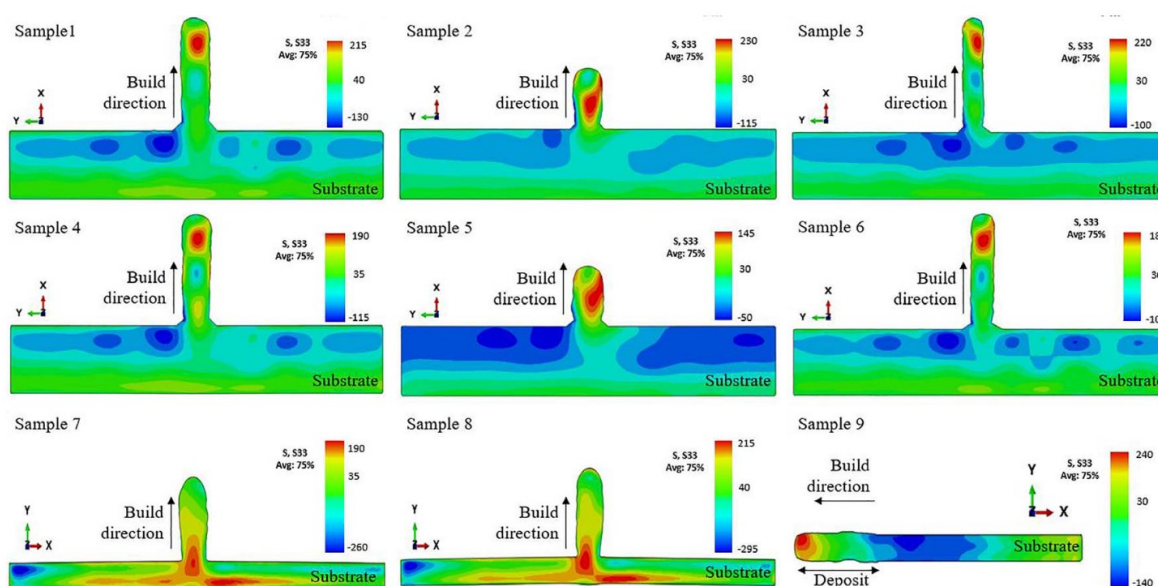 Sample1
S, S33
Avg: 75%
215
40
-130
Build
direction
X
Y
Z
Substrate
Sample 2
S, S33
Avg: 75%
230
30
-115
Build
direction
X
Y
Z
Substrate
Sample 3
S, S33
Avg: 75%
220
30
-100
Build
direction
X
Y
Z
Substrate
Sample 4
S, S33
Avg: 75%
190
35
-115
Build
direction
X
Y
Z
Substrate
Sample 5
S, S33
Avg: 75%
145
30
-50
Build
direction
X
Y
Z
Substrate
Sample 6
S, S33
Avg: 75%
18
35
-10
Build
direction
X
Y
Z
Substrate
Sample 7
S, S33
Avg: 75%
190
35
-260
Build
direction
Y
Z
X
Substrate
Sample 8
S, S33
Avg: 75%
215
40
-295
Build
direction
Y
Z
X
Substrate
Sample 9
S, S33
Avg: 75%
240
30
-140
Build
direction
Y
Z
X
Substrate
Deposit